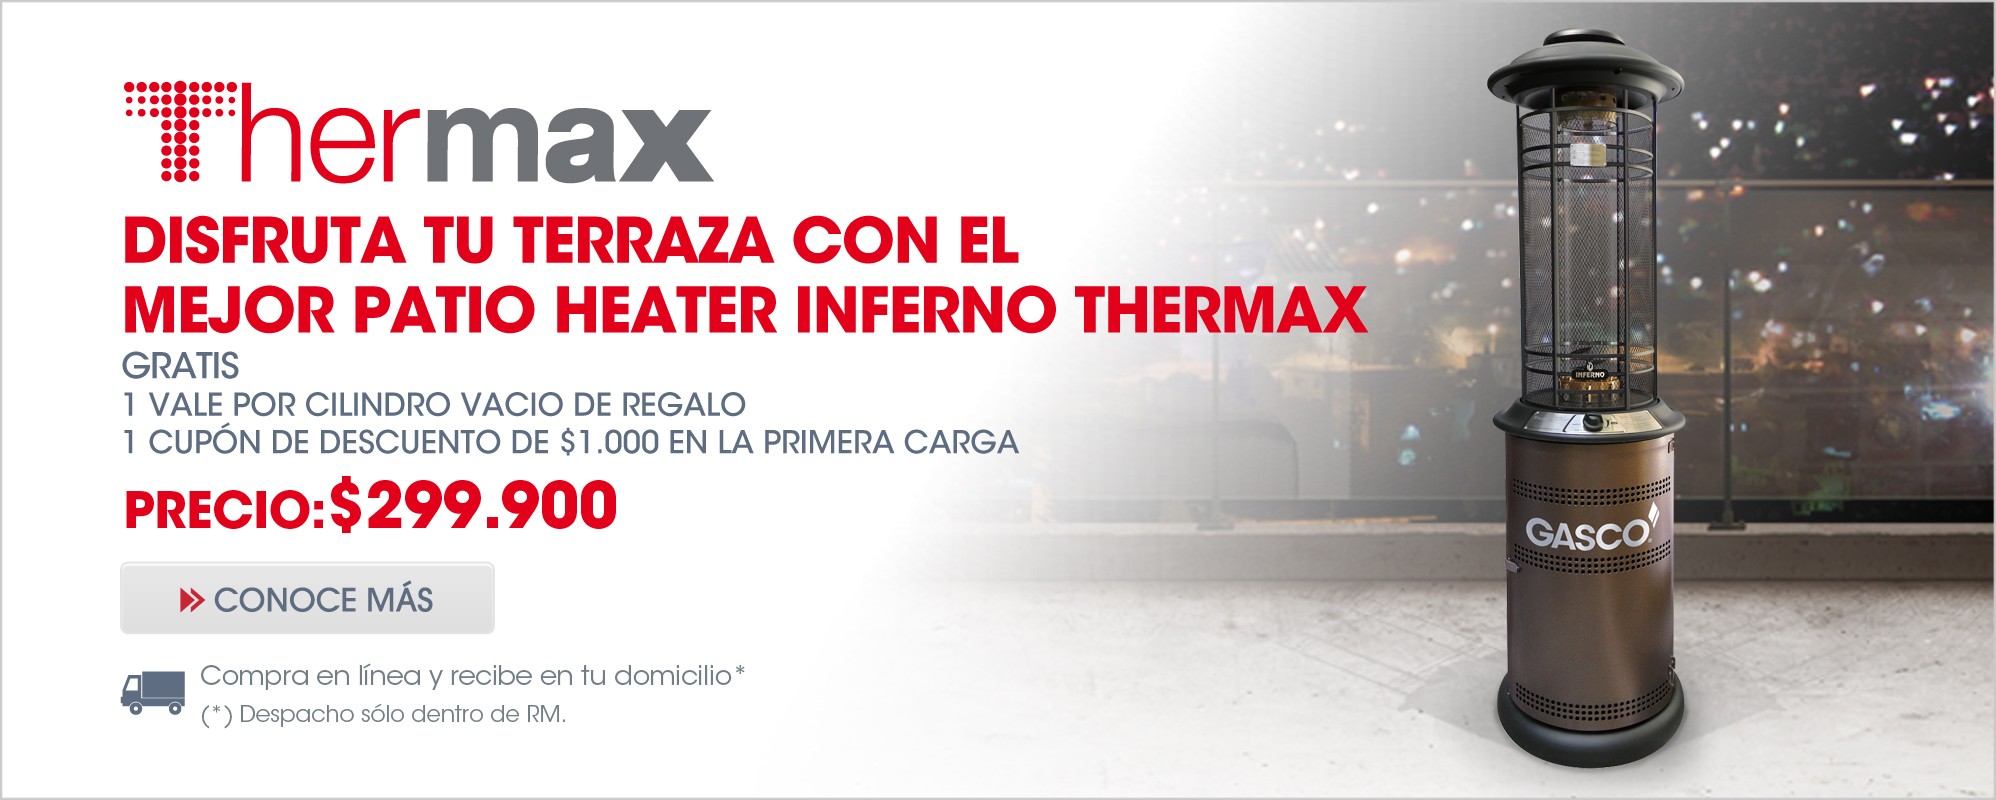 Thermax
DISFRUTA TU TERRAZA CON EL
MEJOR PATIO HEATER INFERNO THERMAX
GRATIS
1 VALE POR CILINDRO VACIO DE REGALO
1 CUPÓN DE DESCUENTO DE $1.000 EN LA PRIMERA CARGA
PRECIO: $299.900
CONOCE MÁS
Compra en línea y recibe en tu domicilio*
(*) Despacho sólo dentro de RM.
INFERNO
GASCO